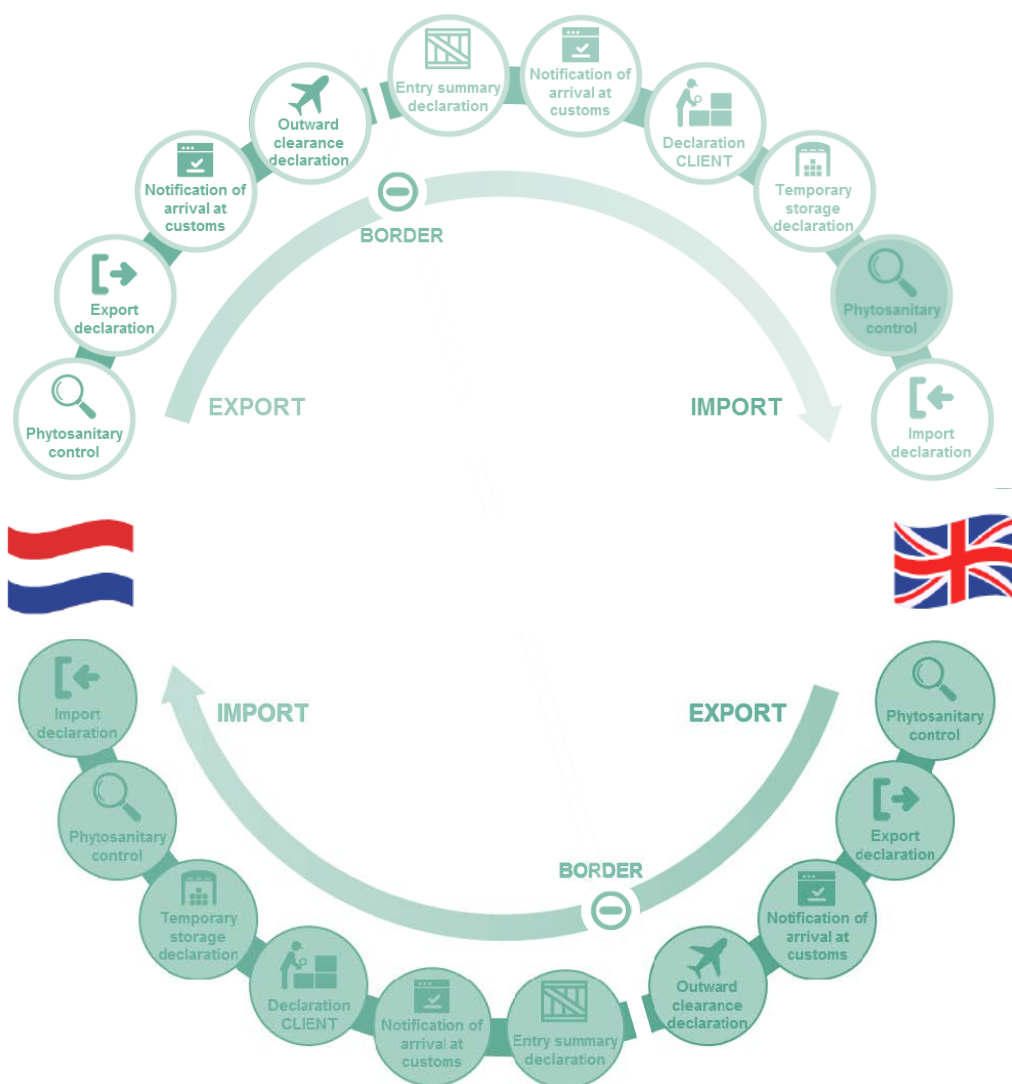 Entry summary
declaration
Notification of
arrival at
customs
Outward
clearance
declaration
Declaration
CLIENT
Notification of
arrival at
customs
Temporary
storage
declaration
BORDER
Export
declaration
Phytosanitary
control
EXPORT
IMPORT
Phytosanitary
control
Import
declaration
Import
declaration
IMPORT
EXPORT
Phytosanitary
control
Phytosanitary
control
Export
declaration
BORDER
Temporary
storage
declaration
Notification of
arrival at
customs
Declaration
CLIENT
Outward
clearance
declaration
Notification of
arrival at
customs
Entry summary
declaration